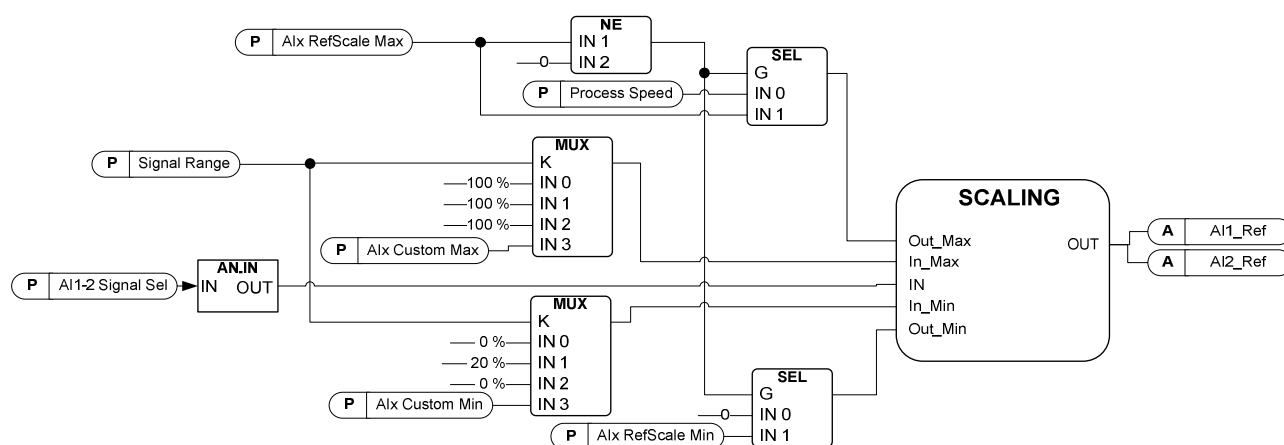 NE
P AIx RefScale Max
IN 1
0 IN 2
SEL
G
P Process Speed
IN 0
IN 1
MUX
P Signal Range
K
100 % IN 0
100 % IN 1
100 % IN 2
P AIx Custom Max
IN 3
SCALING
Out_Max
In_Max
IN
In_Min
Out_Min
OUT
A AI1_Ref
A AI2_Ref
P AI1-2 Signal Sel
AN.IN
IN OUT
MUX
K
0 % IN 0
20 % IN 1
0 % IN 2
P AIx Custom Min
IN 3
SEL
G
0 IN 0
P AIx RefScale Min
IN 1